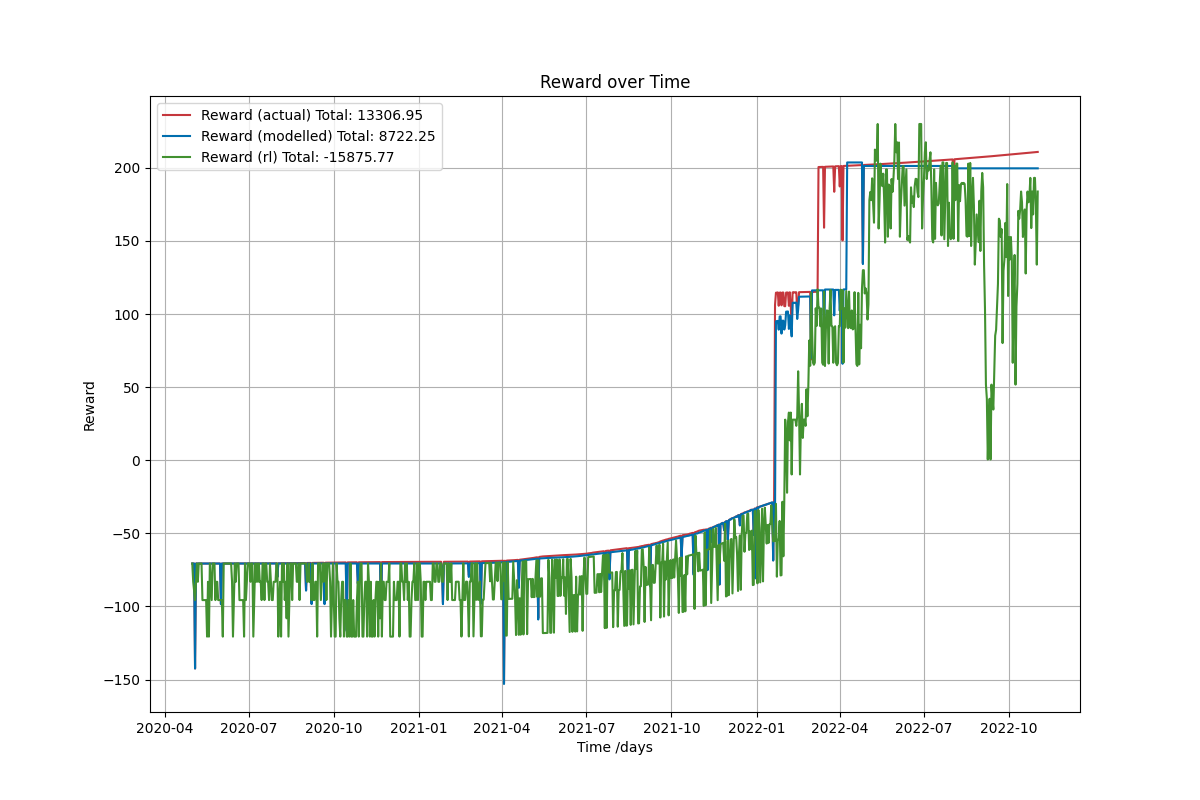 Reward over Time
Reward (actual) Total: 13306.95
Reward (modelled) Total: 8722.25
Reward (rl) Total: -15875.77
200
150
100
50
0
−50
−100
−150
Reward
2020-04 2020-07 2020-10 2021-01 2021-04 2021-07 2021-10 2022-01 2022-04 2022-07 2022-10
Time /days